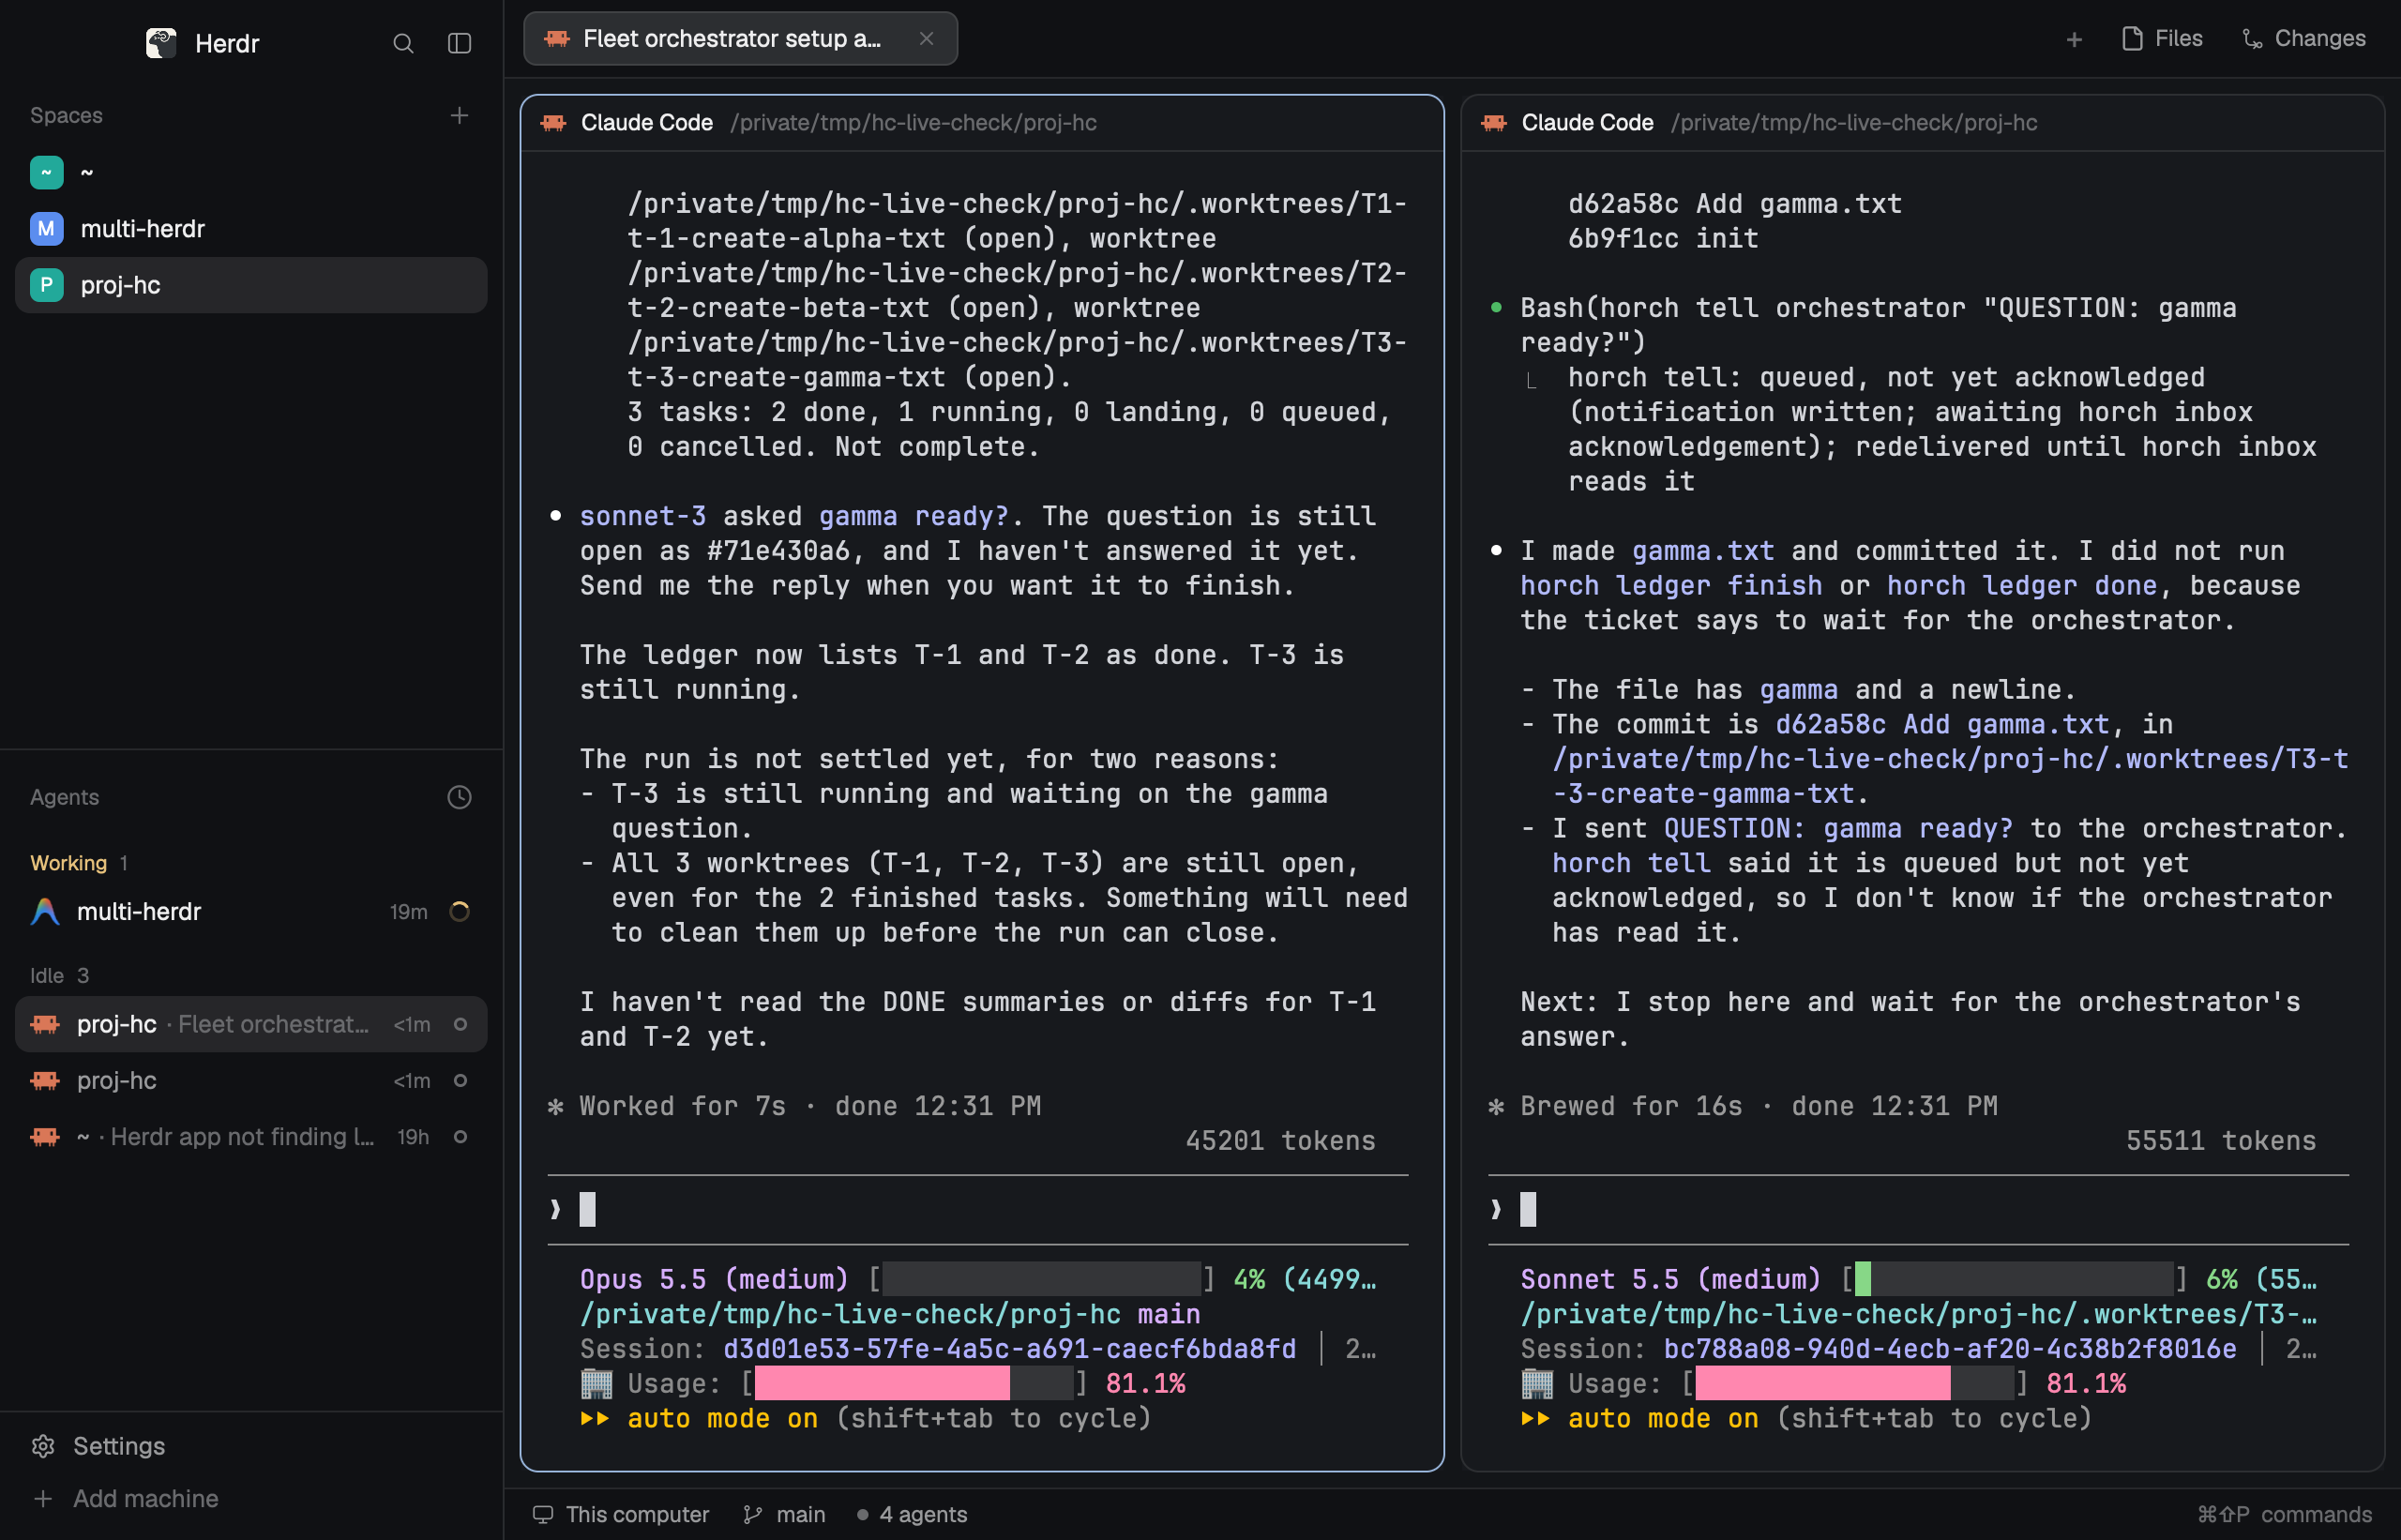 Herdr
Spaces
~ ~
M multi-herdr
P proj-hc
Agents
Working 1
multi-herdr 19m
Idle 3
proj-hc · Fleet orchestrat… <1m
proj-hc <1m
~ · Herdr app not finding l… 19h
Settings
Add machine
Fleet orchestrator setup a…
Files
Changes
Claude Code /private/tmp/hc-live-check/proj-hc
/private/tmp/hc-live-check/proj-hc/.worktrees/T1-
t-1-create-alpha-txt (open), worktree
/private/tmp/hc-live-check/proj-hc/.worktrees/T2-
t-2-create-beta-txt (open), worktree
/private/tmp/hc-live-check/proj-hc/.worktrees/T3-
t-3-create-gamma-txt (open).
3 tasks: 2 done, 1 running, 0 landing, 0 queued,
0 cancelled. Not complete.
● sonnet-3 asked gamma ready?. The question is still
open as #71e430a6, and I haven't answered it yet.
Send me the reply when you want it to finish.
The ledger now lists T-1 and T-2 as done. T-3 is
still running.
The run is not settled yet, for two reasons:
- T-3 is still running and waiting on the gamma
question.
- All 3 worktrees (T-1, T-2, T-3) are still open,
even for the 2 finished tasks. Something will need
to clean them up before the run can close.
I haven't read the DONE summaries or diffs for T-1
and T-2 yet.
✻ Worked for 7s · done 12:31 PM
45201 tokens
❯
Opus 5.5 (medium) [ ] 4% (4499…
/private/tmp/hc-live-check/proj-hc main
Session: d3d01e53-57fe-4a5c-a691-caecf6bda8fd │ 2…
🏢 Usage: [ ] 81.1%
⏵⏵ auto mode on (shift+tab to cycle)
Claude Code /private/tmp/hc-live-check/proj-hc
d62a58c Add gamma.txt
6b9f1cc init
● Bash(horch tell orchestrator "QUESTION: gamma
ready?")
⎿ horch tell: queued, not yet acknowledged
(notification written; awaiting horch inbox
acknowledgement); redelivered until horch inbox
reads it
● I made gamma.txt and committed it. I did not run
horch ledger finish or horch ledger done, because
the ticket says to wait for the orchestrator.
- The file has gamma and a newline.
- The commit is d62a58c Add gamma.txt, in
/private/tmp/hc-live-check/proj-hc/.worktrees/T3-t
-3-create-gamma-txt.
- I sent QUESTION: gamma ready? to the orchestrator.
horch tell said it is queued but not yet
acknowledged, so I don't know if the orchestrator
has read it.
Next: I stop here and wait for the orchestrator's
answer.
✻ Brewed for 16s · done 12:31 PM
55511 tokens
❯
Sonnet 5.5 (medium) [ ] 6% (55…
/private/tmp/hc-live-check/proj-hc/.worktrees/T3-…
Session: bc788a08-940d-4ecb-af20-4c38b2f8016e │ 2…
🏢 Usage: [ ] 81.1%
⏵⏵ auto mode on (shift+tab to cycle)
This computer
main
4 agents
⌘⇧P commands